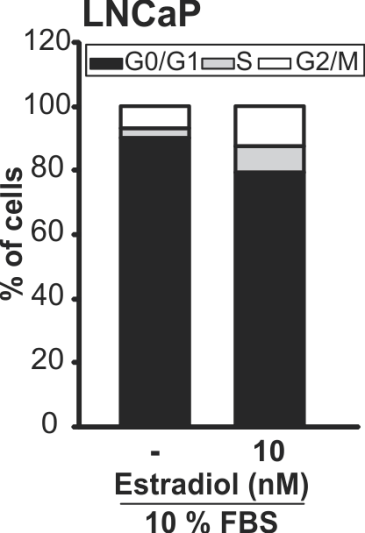 LNCaP
120
G0/G1 S G2/M
100
80
60
40
20
0
% of cells
- 10
Estradiol (nM)
10 % FBS